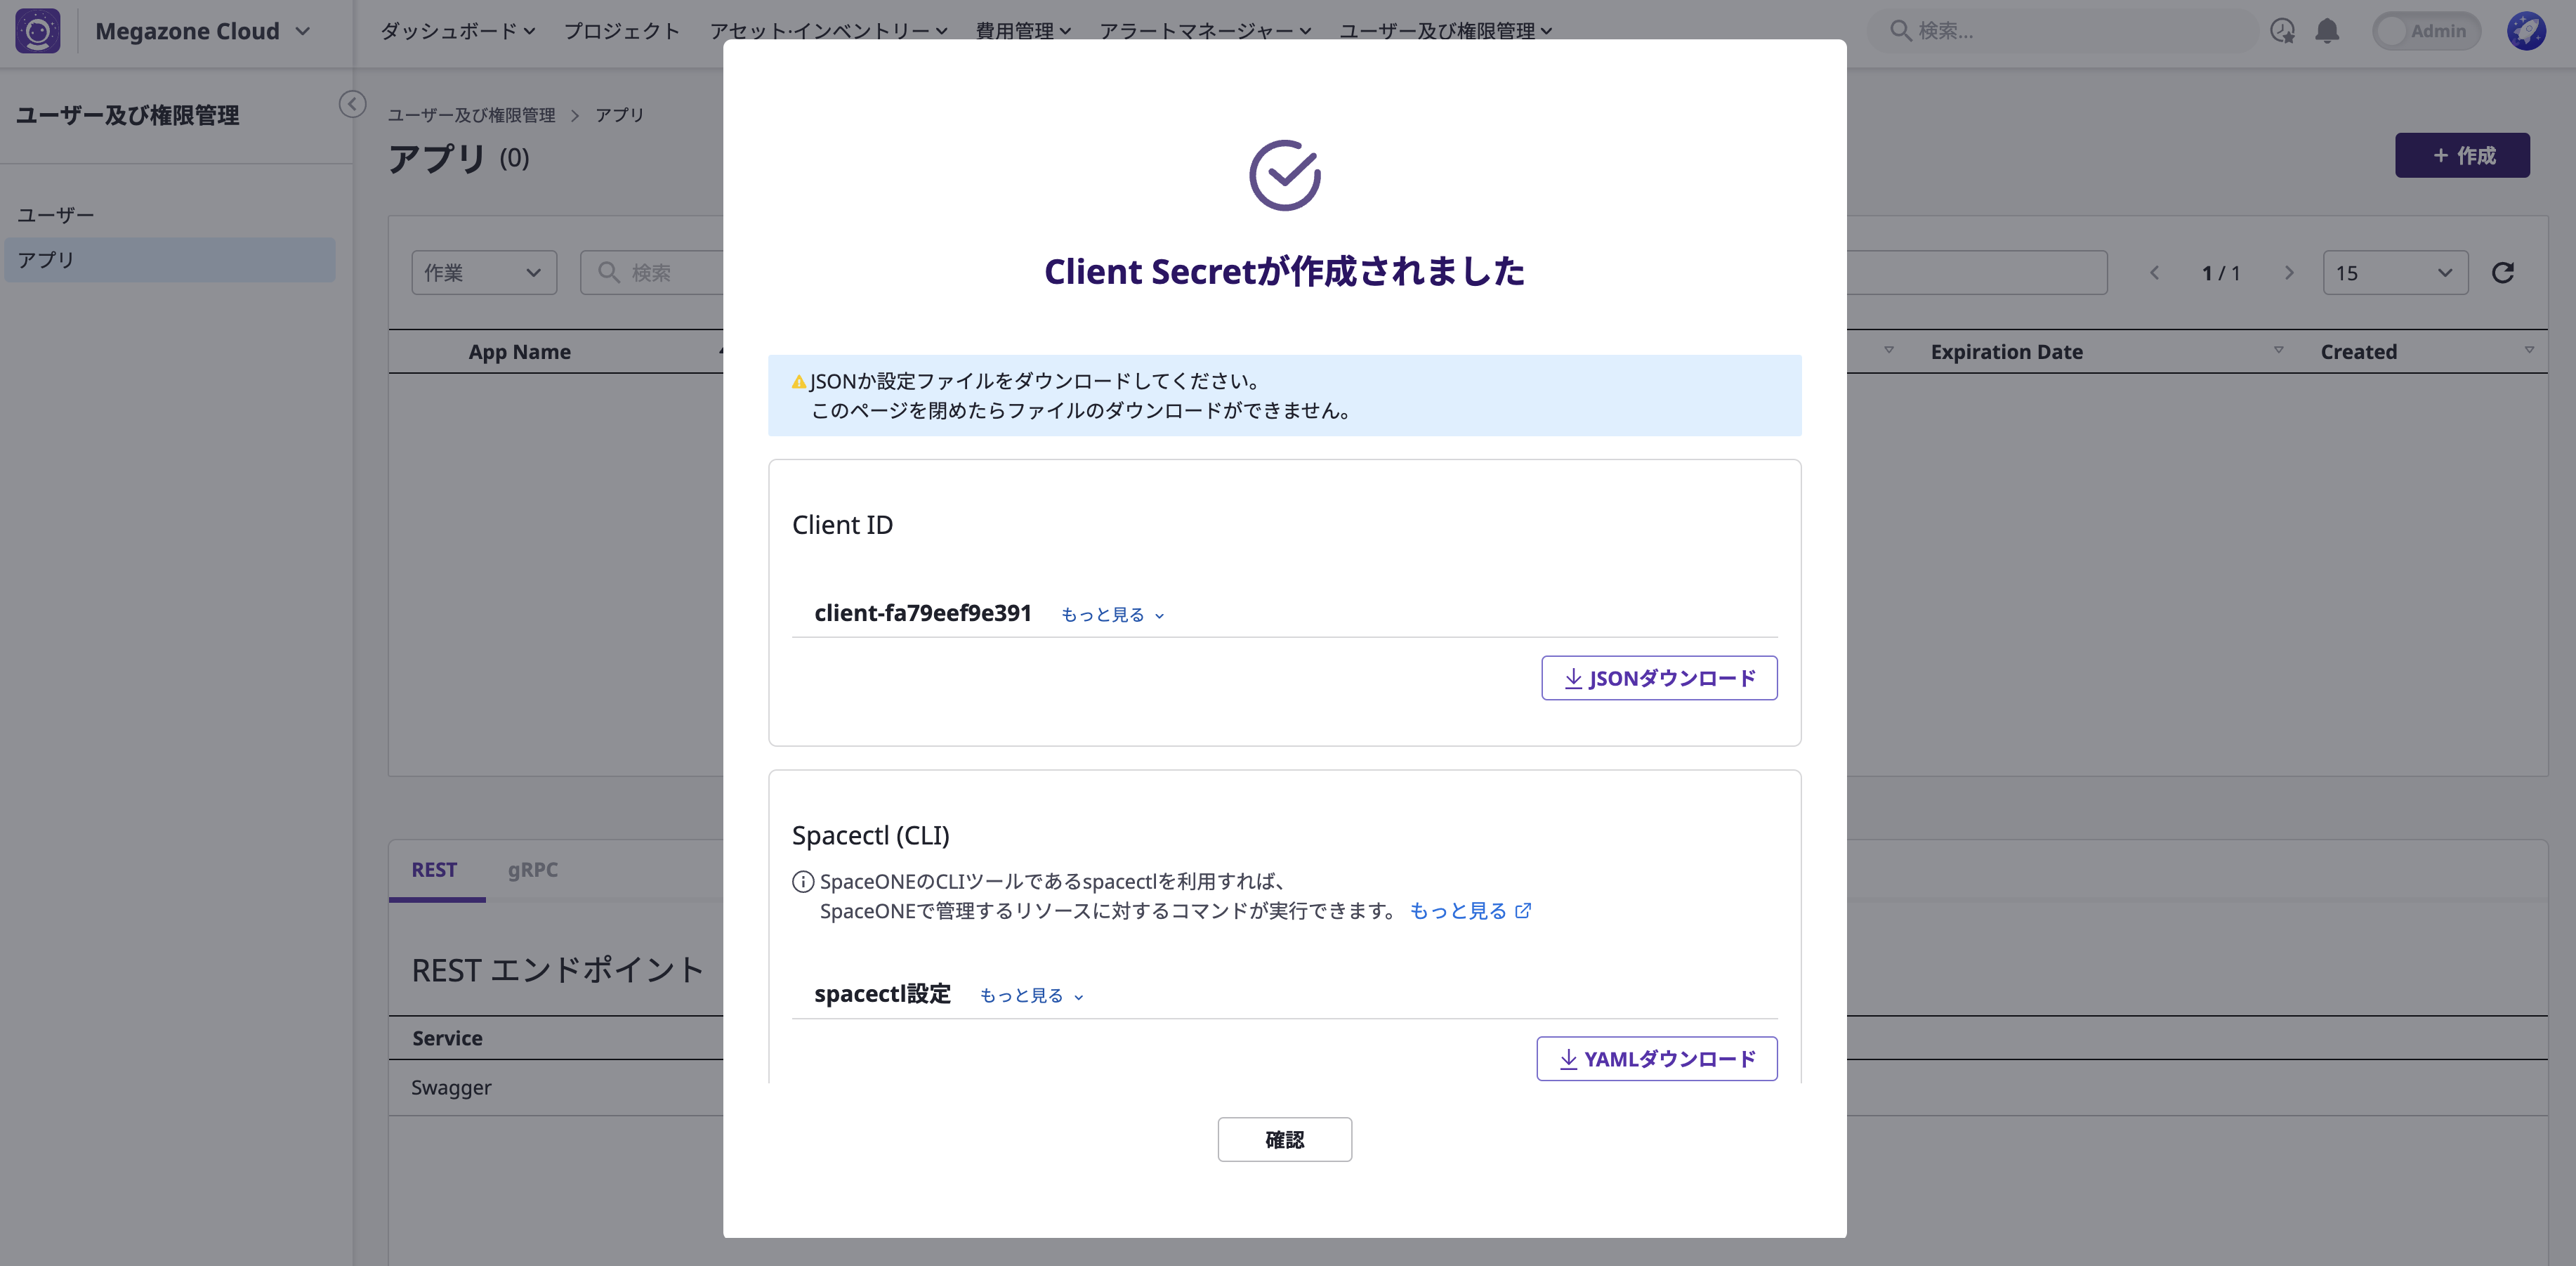 Megazone Cloud
ダッシュボード プロジェクト アセット·インベントリー 費用管理 アラートマネージャー ユーザー及び権限管理
検索...
Admin
ユーザー及び権限管理
ユーザー
アプリ
ユーザー及び権限管理 > アプリ
アプリ (0)
+ 作成
作業
検索
1 / 1
15
App Name
Expiration Date
Created
REST
gRPC
REST エンドポイント
Service
Swagger
Client Secretが作成されました
JSONか設定ファイルをダウンロードしてください。
このページを閉めたらファイルのダウンロードができません。
Client ID
client-fa79eef9e391 もっと見る
JSONダウンロード
Spacectl (CLI)
SpaceONEのCLIツールであるspacectlを利用すれば、
SpaceONEで管理するリソースに対するコマンドが実行できます。 もっと見る
spacectl設定 もっと見る
YAMLダウンロード
確認